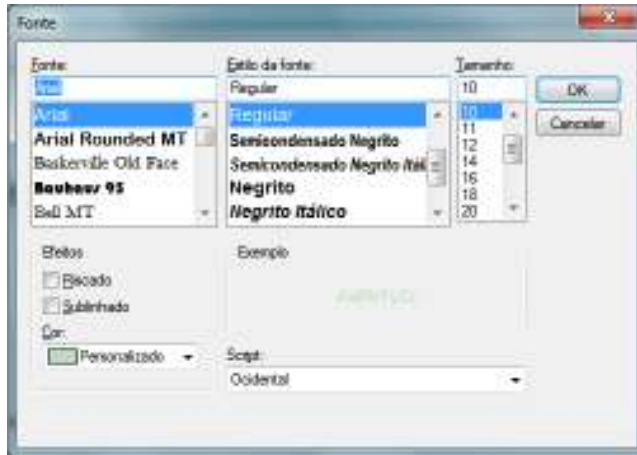 Fonte
Fonte:
Arial
Arial
Arial Rounded MT
Baskerville Old Face
Bauhaus 93
Bell MT
Estilo da fonte:
Regular
Regular
Semicondensado Negrito
Semicondensado Negrito Itáli
Negrito
Negrito Itálico
Tamanho:
10
10
11
12
14
16
18
20
OK
Cancelar
Efeitos
Riscado
Sublinhado
Cor:
Personalizado
Exemplo
Script:
Ocidental